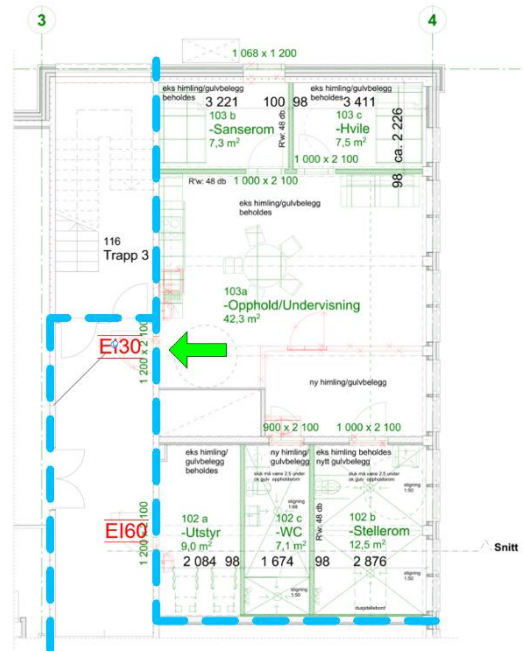 3
4
1 068 x 1 200
eks himling/gulvbelegg
beholdes
3 221
100
98
eks himling/gulvbelegg
beholdes
3 411
103 b
-Sanserom
7,3 m²
R'w: 48 db
103 c
-Hvile
7,5 m²
98 ca. 2 226
1 000 x 2 100
R'w: 48 db
1 000 x 2 100
eks himling/gulvbelegg
beholdes
116
Trapp 3
103a
-Opphold/Undervisning
42,3 m²
EI30
1 200 x 2 100
ny himling/gulvbelegg
900 x 2 100
1 000 x 2 100
eks himling/
gulvbelegg
beholdes
ny himling/
gulvbelegg
eks himling beholdes
nytt gulvbelegg
R'w: 48 db
EI60
1 200 x 2 100
102 a
-Utstyr
9,0 m²
102 c
-WC
7,1 m²
102 b
-Stellerom
12,5 m²
2 084
98
1 674
98
2 876
Snitt